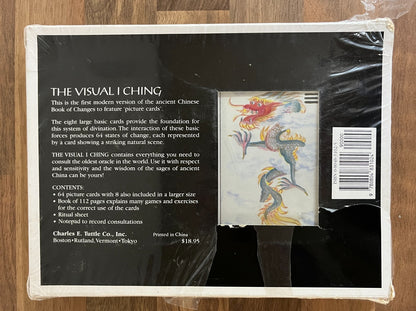 THE VISUAL I CHING
This is the first modern version of the ancient Chinese
Book of Changes to feature 'picture cards'.
The eight large basic cards provide the foundation for
this system of divination. The interaction of these basic
forces produces 64 states of change, each represented
by a card showing a striking natural scene.
THE VISUAL I CHING contains everything you need to
consult the oldest oracle in the world. Use it with respect
and sensitivity and the wisdom of the sages of ancient
China can be yours!
CONTENTS:
• 64 picture cards with 8 also included in a larger size
• Book of 112 pages explains many games and exercises
for the correct use of the cards
• Ritual sheet
• Notepad to record consultations
Charles E. Tuttle Co., Inc.
Boston•Rutland, Vermont•Tokyo
Printed in China
$18.95